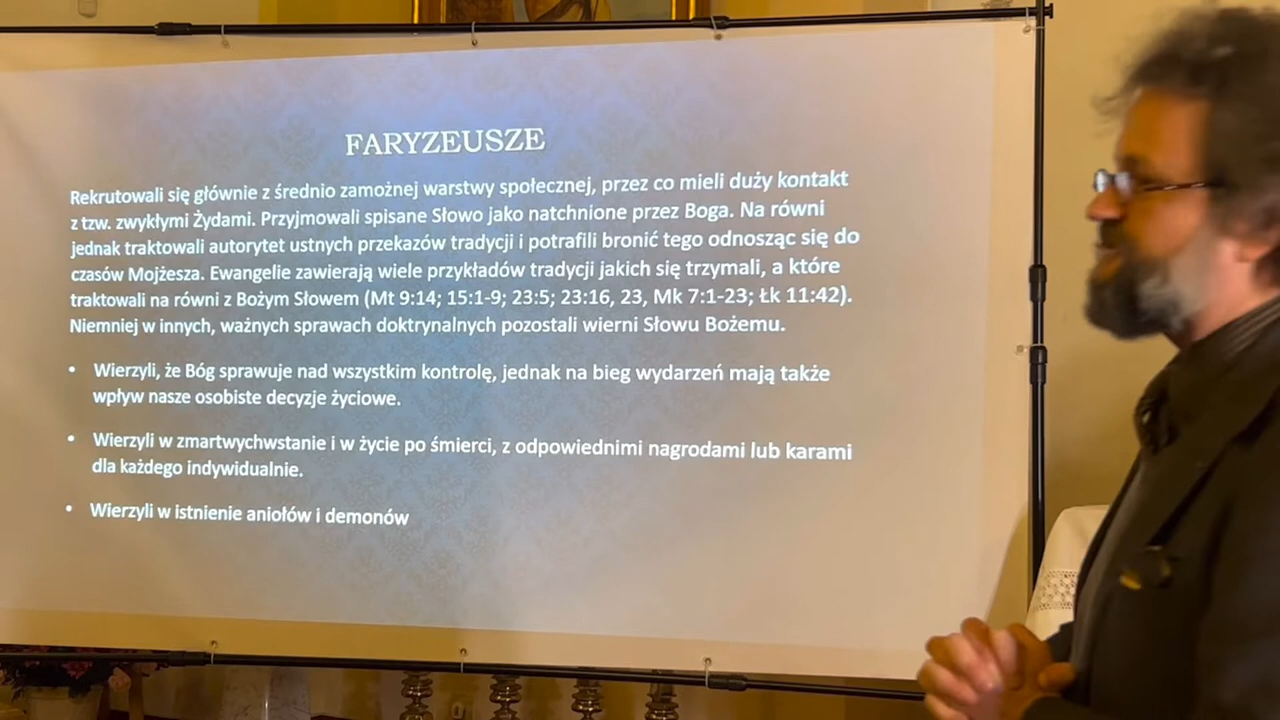 FARYZEUSZE
Rekrutowali się głównie z średnio zamożnej warstwy społecznej, przez co mieli duży kontakt
z tzw. zwykłymi Żydami. Przyjmowali spisane Słowo jako natchnione przez Boga. Na równi
jednak traktowali autorytet ustnych przekazów tradycji i potrafili bronić tego odnosząc się do
czasów Mojżesza. Ewangelie zawierają wiele przykładów tradycji jakich się trzymali, a które
traktowali na równi z Bożym Słowem (Mt 9:14; 15:1-9; 23:5; 23:16, 23, Mk 7:1-23; Łk 11:42).
Niemniej w innych, ważnych sprawach doktrynalnych pozostali wierni Słowu Bożemu.
• Wierzyli, że Bóg sprawuje nad wszystkim kontrolę, jednak na bieg wydarzeń mają także
wpływ nasze osobiste decyzje życiowe.
• Wierzyli w zmartwychwstanie i w życie po śmierci, z odpowiednimi nagrodami lub karami
dla każdego indywidualnie.
• Wierzyli w istnienie aniołów i demonów